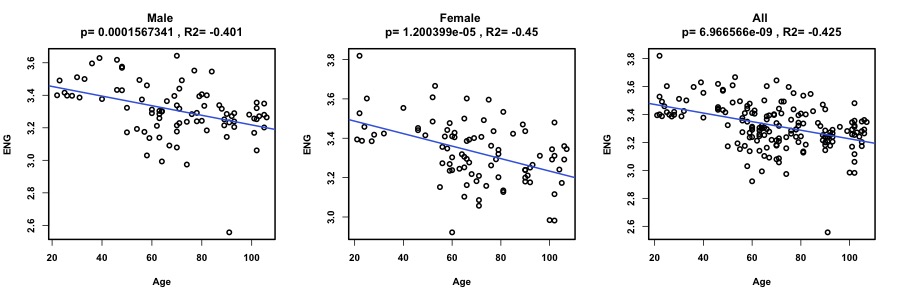 Male
p= 0.0001567341 , R2= -0.401
ENG
3.6
3.4
3.2
3.0
2.8
2.6
20 40 60 80 100
Age
Female
p= 1.200399e-05 , R2= -0.45
ENG
3.8
3.6
3.4
3.2
3.0
20 40 60 80 100
Age
All
p= 6.966566e-09 , R2= -0.425
ENG
3.8
3.6
3.4
3.2
3.0
2.8
2.6
20 40 60 80 100
Age